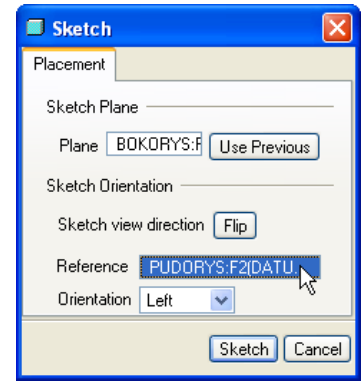 Sketch
Placement
Sketch Plane
Plane BOKORYS:F Use Previous
Sketch Orientation
Sketch view direction Flip
Reference PUDORYS:F2(DATU
Orientation Left
Sketch Cancel